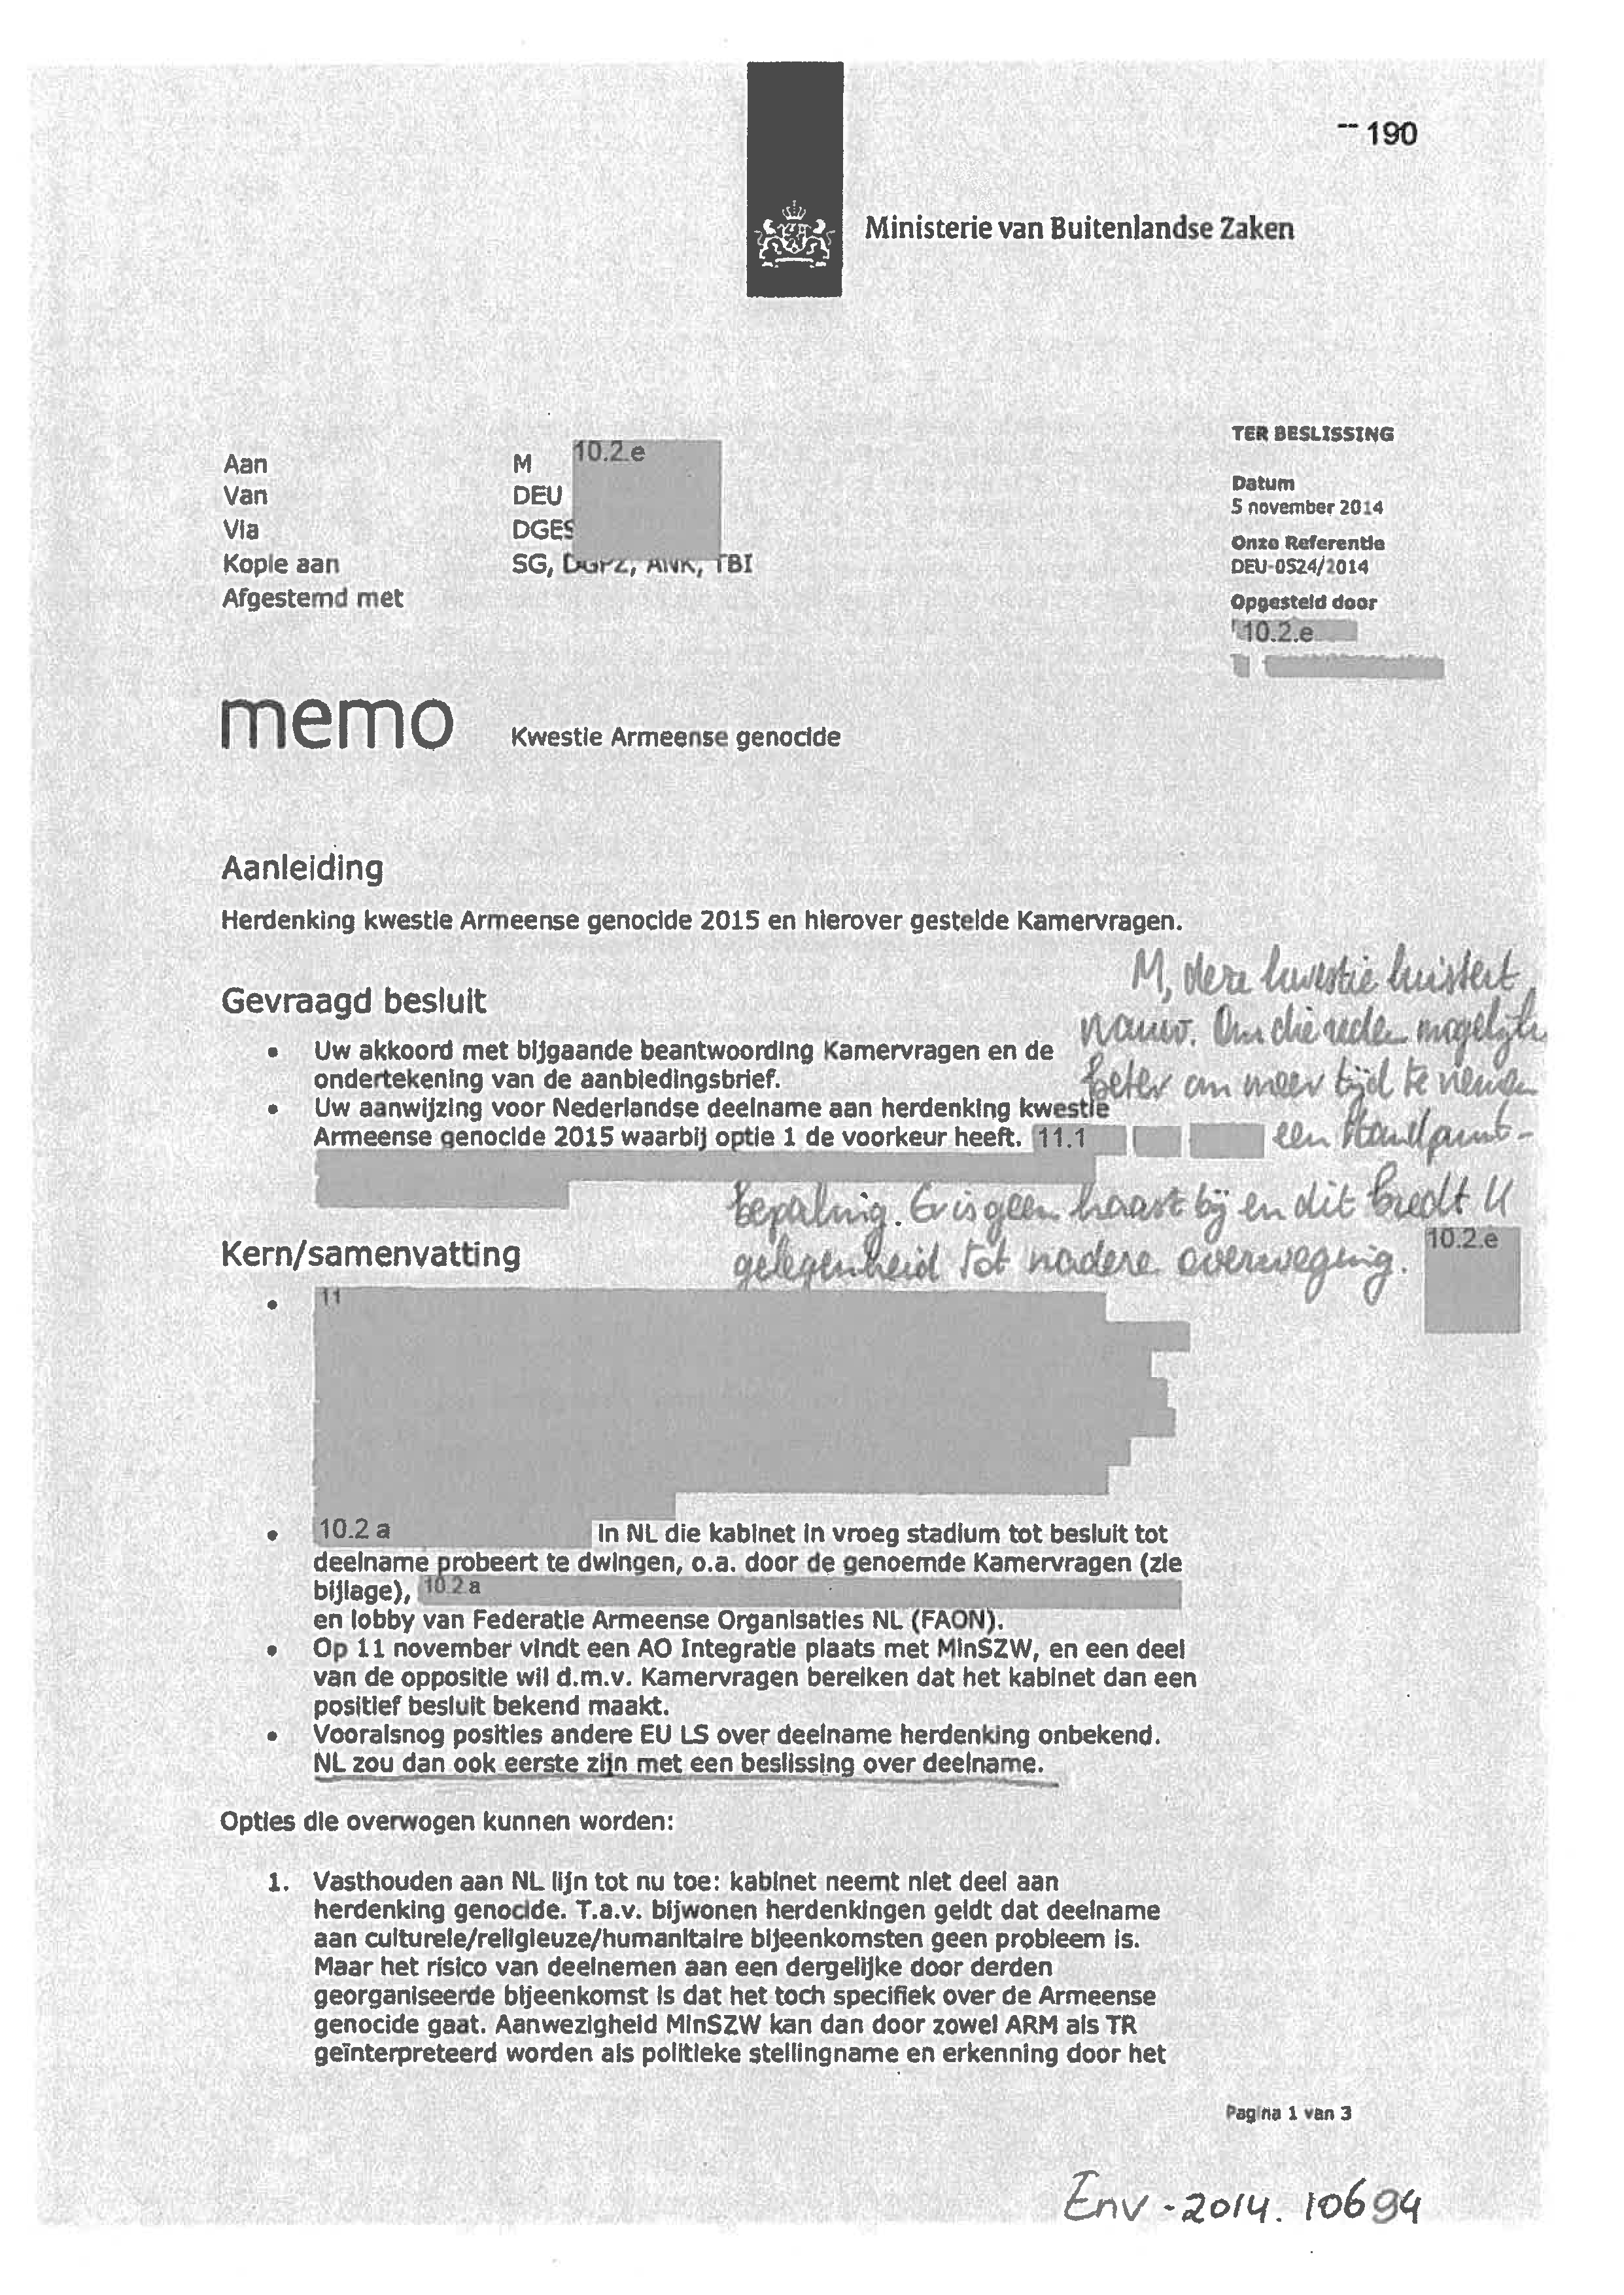 -- 190
Ministerie van Buitenlandse Zaken
TER BESLISSING
Datum
5 november 2014
Onze Referentie
DEU-0524/2014
Opgesteld door
10.2.e
Aan M 10.2.e
Van DEU
Via DGES
Kopie aan SG, DGPZ, ANK, TBI
Afgestemd met
memo Kwestie Armeense genocide
Aanleiding
Herdenking kwestie Armeense genocide 2015 en hierover gestelde Kamervragen.
Gevraagd besluit
• Uw akkoord met bijgaande beantwoording Kamervragen en de
ondertekening van de aanbiedingsbrief.
• Uw aanwijzing voor Nederlandse deelname aan herdenking kwestie
Armeense genocide 2015 waarbij optie 1 de voorkeur heeft. 11.1
M, deze kwestie luistert
nauw. Om die reden mogelijk
beter om meer tijd te nemen
een standpunt-
bepaling. Er is geen haast bij en dit biedt U
gelegenheid tot nadere overweging.
10.2.e
Kern/samenvatting
• 11
• 10.2 a in NL die kabinet in vroeg stadium tot besluit tot
deelname probeert te dwingen, o.a. door de genoemde Kamervragen (zie
bijlage), 10.2 a
en lobby van Federatie Armeense Organisaties NL (FAON).
• Op 11 november vindt een AO Integratie plaats met MinSZW, en een deel
van de oppositie wil d.m.v. Kamervragen bereiken dat het kabinet dan een
positief besluit bekend maakt.
• Vooralsnog posities andere EU LS over deelname herdenking onbekend.
NL zou dan ook eerste zijn met een beslissing over deelname.
Opties die overwogen kunnen worden:
1. Vasthouden aan NL lijn tot nu toe: kabinet neemt niet deel aan
herdenking genocide. T.a.v. bijwonen herdenkingen geldt dat deelname
aan culturele/religieuze/humanitaire bijeenkomsten geen probleem is.
Maar het risico van deelnemen aan een dergelijke door derden
georganiseerde bijeenkomst is dat het toch specifiek over de Armeense
genocide gaat. Aanwezigheid MinSZW kan dan door zowel ARM als TR
geïnterpreteerd worden als politieke stellingname en erkenning door het
Pagina 1 van 3
Env - 2014. 10694